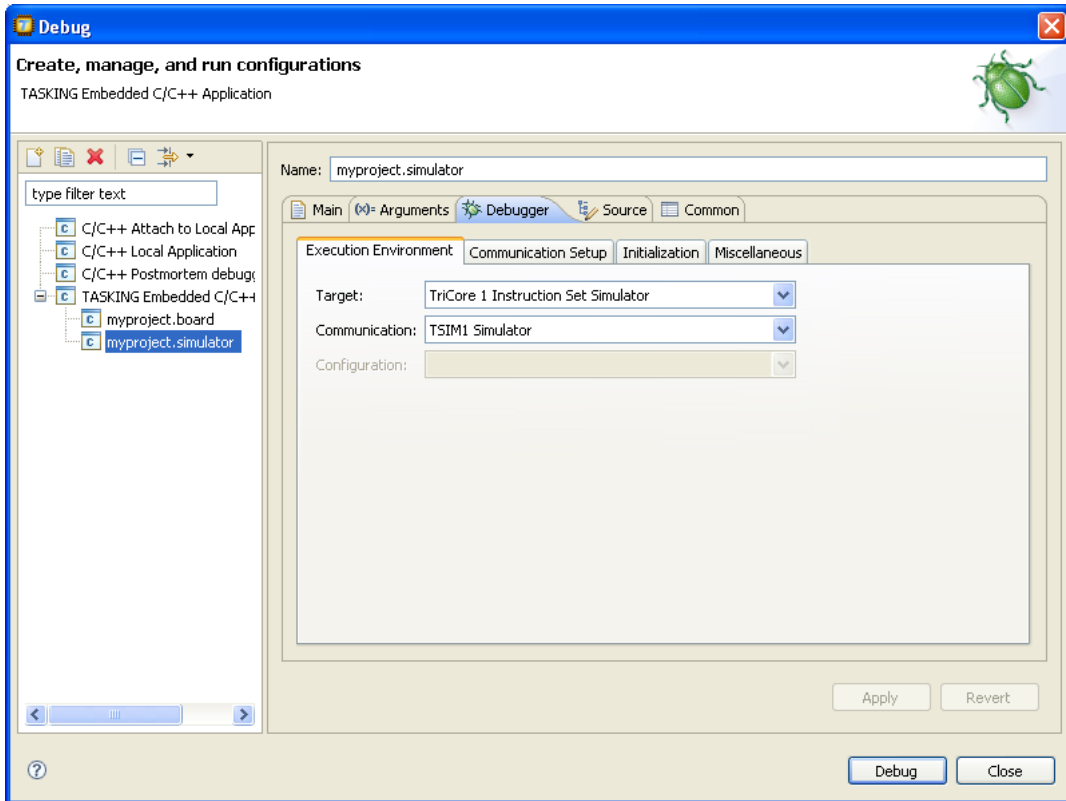 Debug
Create, manage, and run configurations
TASKING Embedded C/C++ Application
type filter text
C/C++ Attach to Local App
C/C++ Local Application
C/C++ Postmortem debugg
TASKING Embedded C/C++
myproject.board
myproject.simulator
Name: myproject.simulator
Main (x)= Arguments Debugger Source Common
Execution Environment Communication Setup Initialization Miscellaneous
Target: TriCore 1 Instruction Set Simulator
Communication: TSIM1 Simulator
Configuration:
Apply Revert
Debug Close